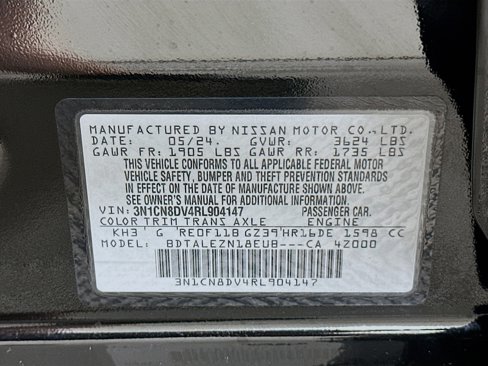 MANUFACTURED BY NISSAN MOTOR CO.,LTD.
DATE: 05/24. GVWR: 3624 LBS
GAWR FR: 1905 LBS GAWR RR: 1735 LBS
THIS VEHICLE CONFORMS TO ALL APPLICABLE FEDERAL MOTOR
VEHICLE SAFETY, BUMPER AND THEFT PREVENTION STANDARDS
IN EFFECT ON THE DATE OF MANUFACTURE SHOWN ABOVE.
SEE OWNER'S MANUAL FOR ADDITIONAL INFORMATION.
VIN: 3N1CN8DV4RL904147 PASSENGER CAR.
COLOR TRIM TRANS AXLE ENGINE
KH3 G RE0F11B GZ39 HR16DE 1598 CC
MODEL: BDTALEZN18EUB---CA 4Z000
3N1CN8DV4RL904147